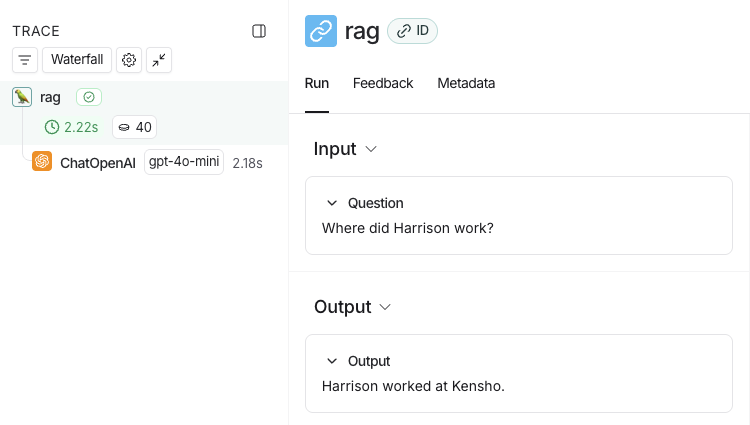 TRACE
Waterfall
rag
2.22s 40
ChatOpenAI gpt-4o-mini 2.18s
rag ID
Run Feedback Metadata
Input
Question
Where did Harrison work?
Output
Output
Harrison worked at Kensho.